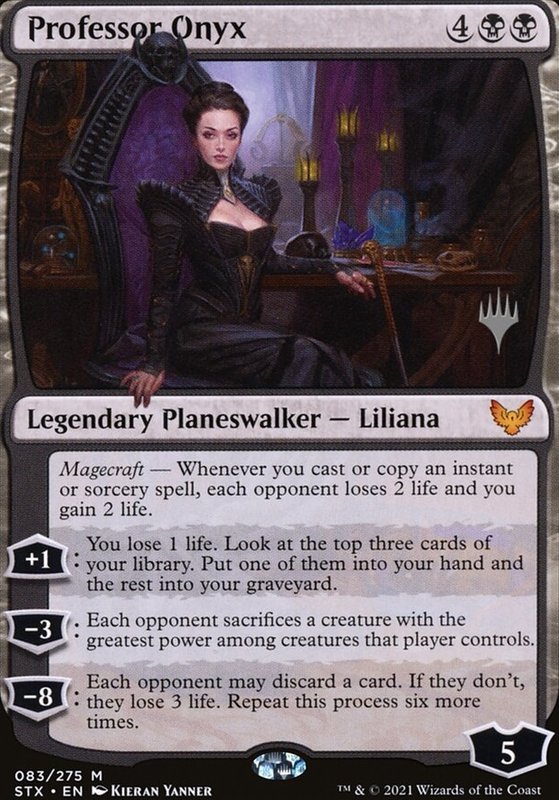 Professor Onyx 4
Legendary Planeswalker — Liliana
Magecraft — Whenever you cast or copy an instant
or sorcery spell, each opponent loses 2 life and you
gain 2 life.
+1: You lose 1 life. Look at the top three cards of
your library. Put one of them into your hand and
the rest into your graveyard.
−3: Each opponent sacrifices a creature with the
greatest power among creatures that player controls.
−8: Each opponent may discard a card. If they don't,
they lose 3 life. Repeat this process six more
times.
5
083/275 M
STX • EN KIERAN YANNER
™ & © 2021 Wizards of the Coast